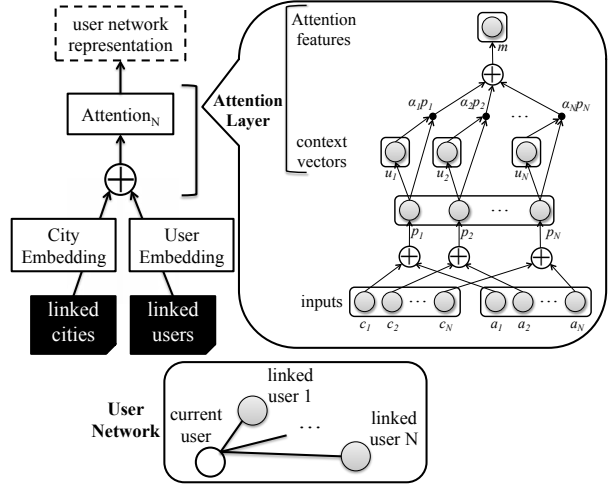 user network
representation
Attention_N
City
Embedding
User
Embedding
linked
cities
linked
users
Attention
Layer
Attention
features
m
α_1p_1
α_2p_2
...
α_Np_N
context
vectors
u_1
u_2
u_N
...
p_1
p_2
p_N
inputs
...
...
c_1
c_2
c_N
a_1
a_2
a_N
User
Network
current
user
linked
user 1
...
linked
user N